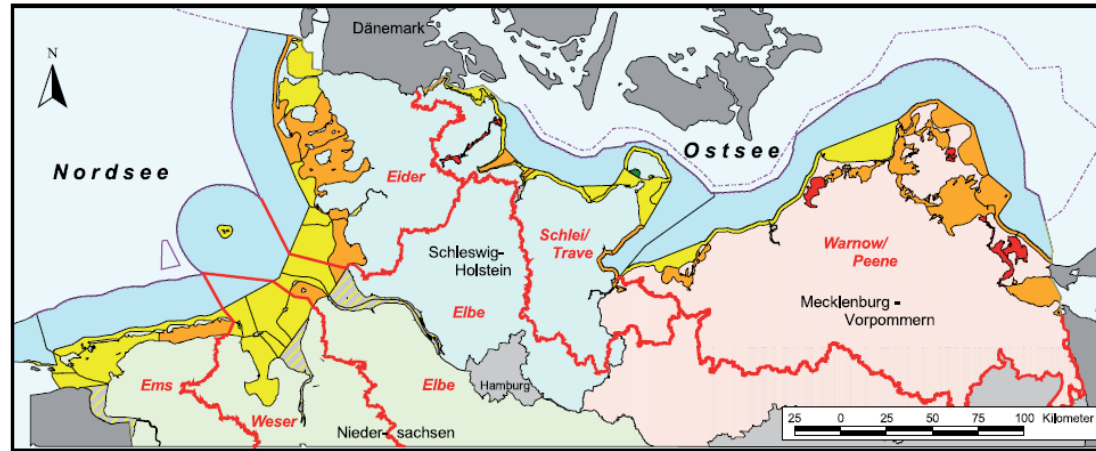 Dänemark
N
Nordsee
Ostsee
Eider
Schleswig-
Holstein
Schlei/
Trave
Warnow/
Peene
Mecklenburg -
Vorpommern
Elbe
Hamburg
Ems
Elbe
Weser
Nieder-sachsen
25 0 25 50 75 100 Kilometer